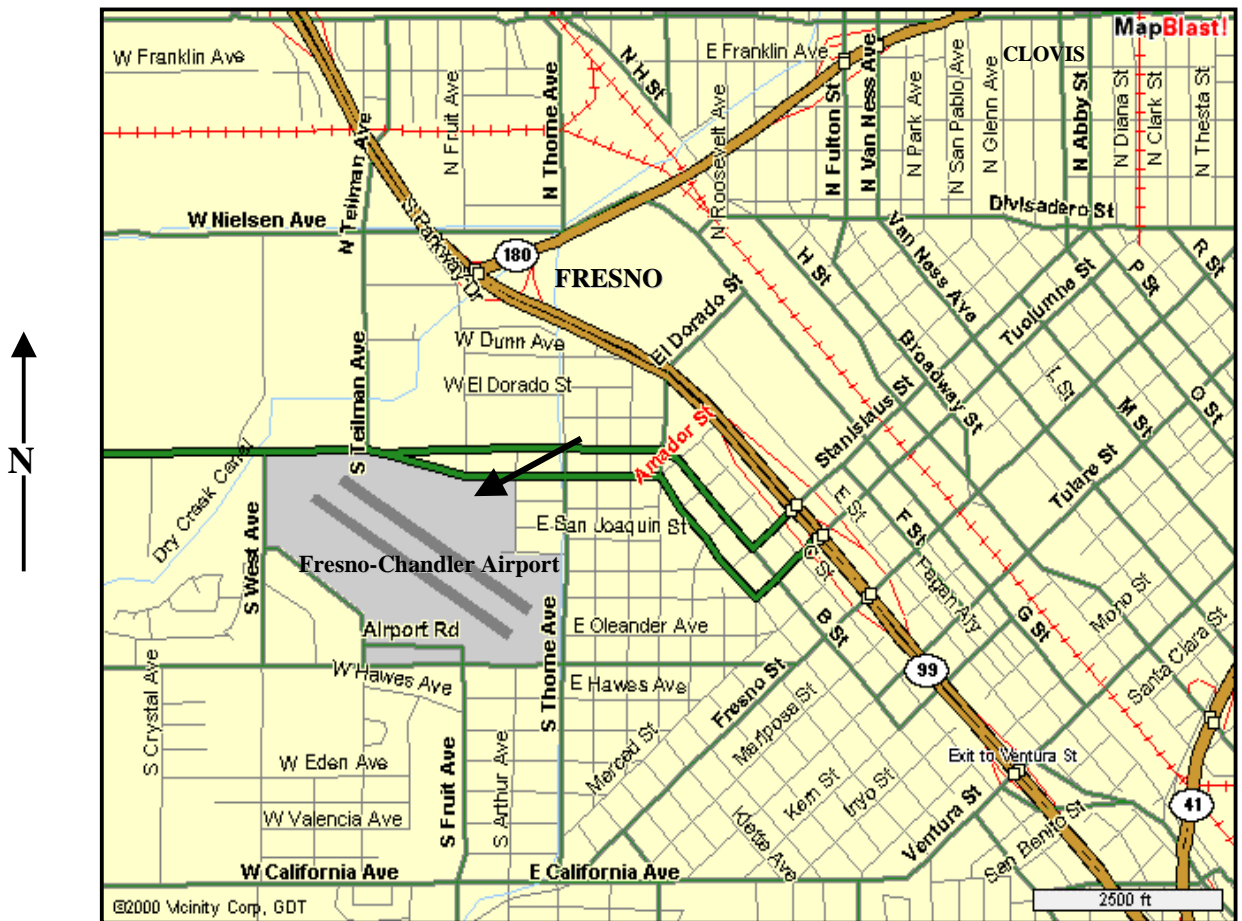 MapBlast!
W Franklin Ave
E Franklin Ave
CLOVIS
N H St
N Fruit Ave
N Thorne Ave
N Teilman Ave
N Roosevelt Ave
N Fulton St
N Van Ness Ave
N Park Ave
N San Pablo Ave
N Glenn Ave
N Abby St
N Diana St
N Clark St
N Thesta St
W Nielsen Ave
S Parkway Dr
180
FRESNO
Divisadero St
H St
Van Ness Ave
Tuolumne St
P St
R St
W Dunn Ave
El Dorado St
W El Dorado St
Broadway St
Stanislaus St
L St
M St
O St
Tulare St
N
S Teilman Ave
Amador St
Dry Creek Canal
S West Ave
E San Joaquin St
E St
F St
Fagan Aly
G St
C St
B St
Mono St
Santa Clara St
Fresno-Chandler Airport
Airport Rd
S Thorne Ave
E Oleander Ave
W Hawes Ave
E Hawes Ave
Fresno St
Mariposa St
99
S Crystal Ave
W Eden Ave
W Valencia Ave
S Fruit Ave
S Arthur Ave
Merced St
Kern St
Inyo St
Klette Ave
Exit to Ventura St
Ventura St
San Benito St
41
W California Ave
E California Ave
©2000 Vicinity Corp, GDT
2500 ft